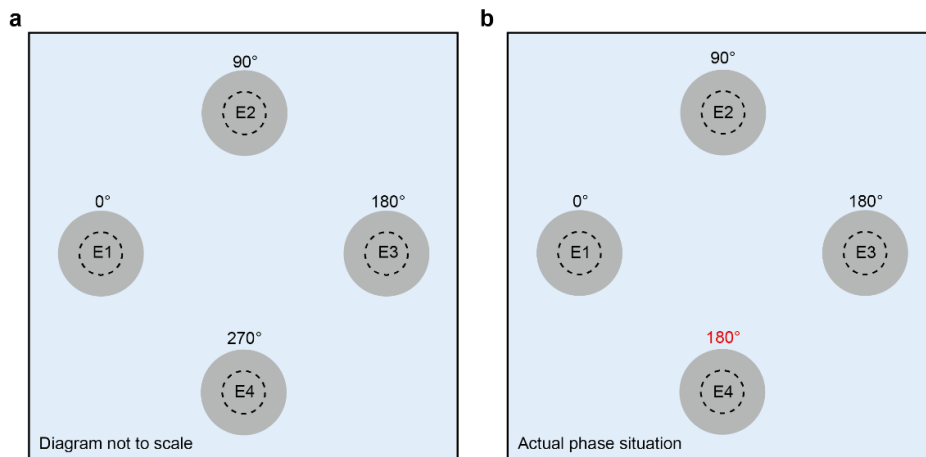 a
90°
E2
0°
E1
180°
E3
270°
E4
Diagram not to scale
b
90°
E2
0°
E1
180°
E3
180°
E4
Actual phase situation